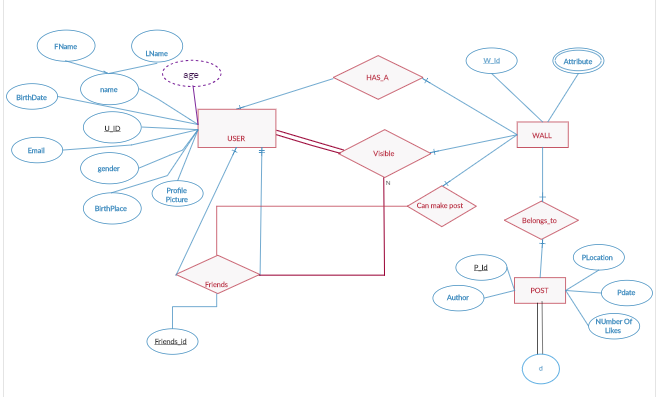 FName
LName
age
BirthDate
name
U_ID
Email
gender
BirthPlace
Profile
Picture
USER
HAS_A
Visible
N
Can make post
W_Id
Attribute
WALL
Belongs_to
Friends
Friends_id
P_Id
Author
POST
PLocation
Pdate
NUmber Of
Likes
d